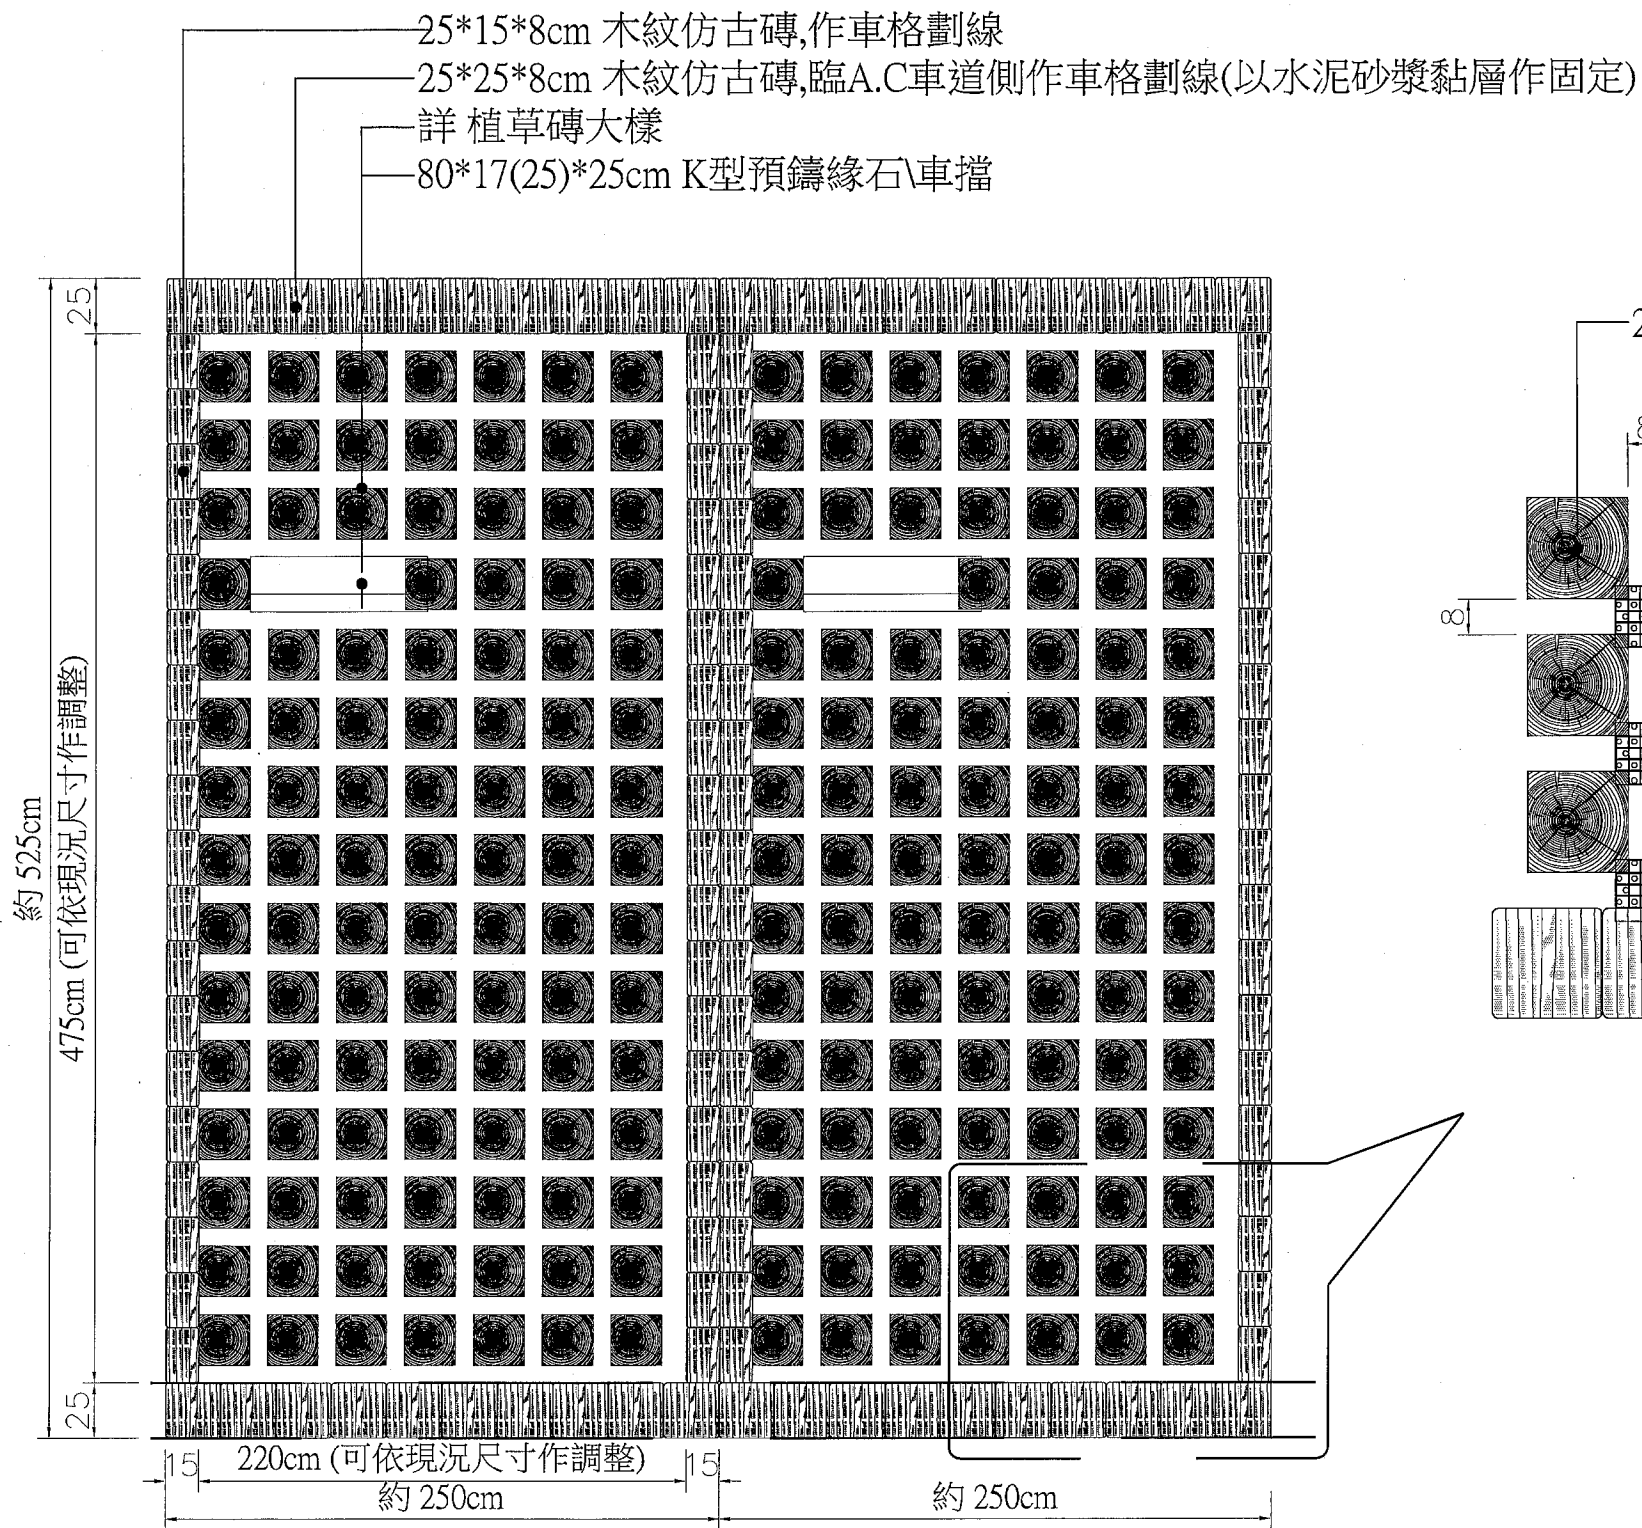 25*15*8cm 木紋仿古磚,作車格劃線
25*25*8cm 木紋仿古磚,臨A.C車道側作車格劃線(以水泥砂漿黏層作固定)
詳 植草磚大樣
80*17(25)*25cm K型預鑄緣石\車擋
25
約 525cm
475cm (可依現況尺寸作調整)
25
15
220cm (可依現況尺寸作調整)
15
約 250cm
約 250cm
2
8